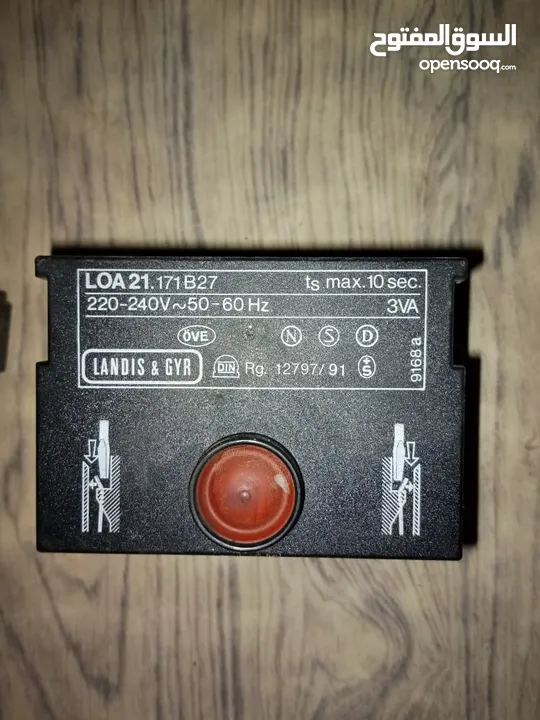 السوق المفتوح
opensooq.com
LOA 21.171B27 ts max.10 sec.
220-240V~50-60 Hz 3VA
ÖVE N S D
LANDIS & GYR DIN Rg. 12797/91 +S
9168a